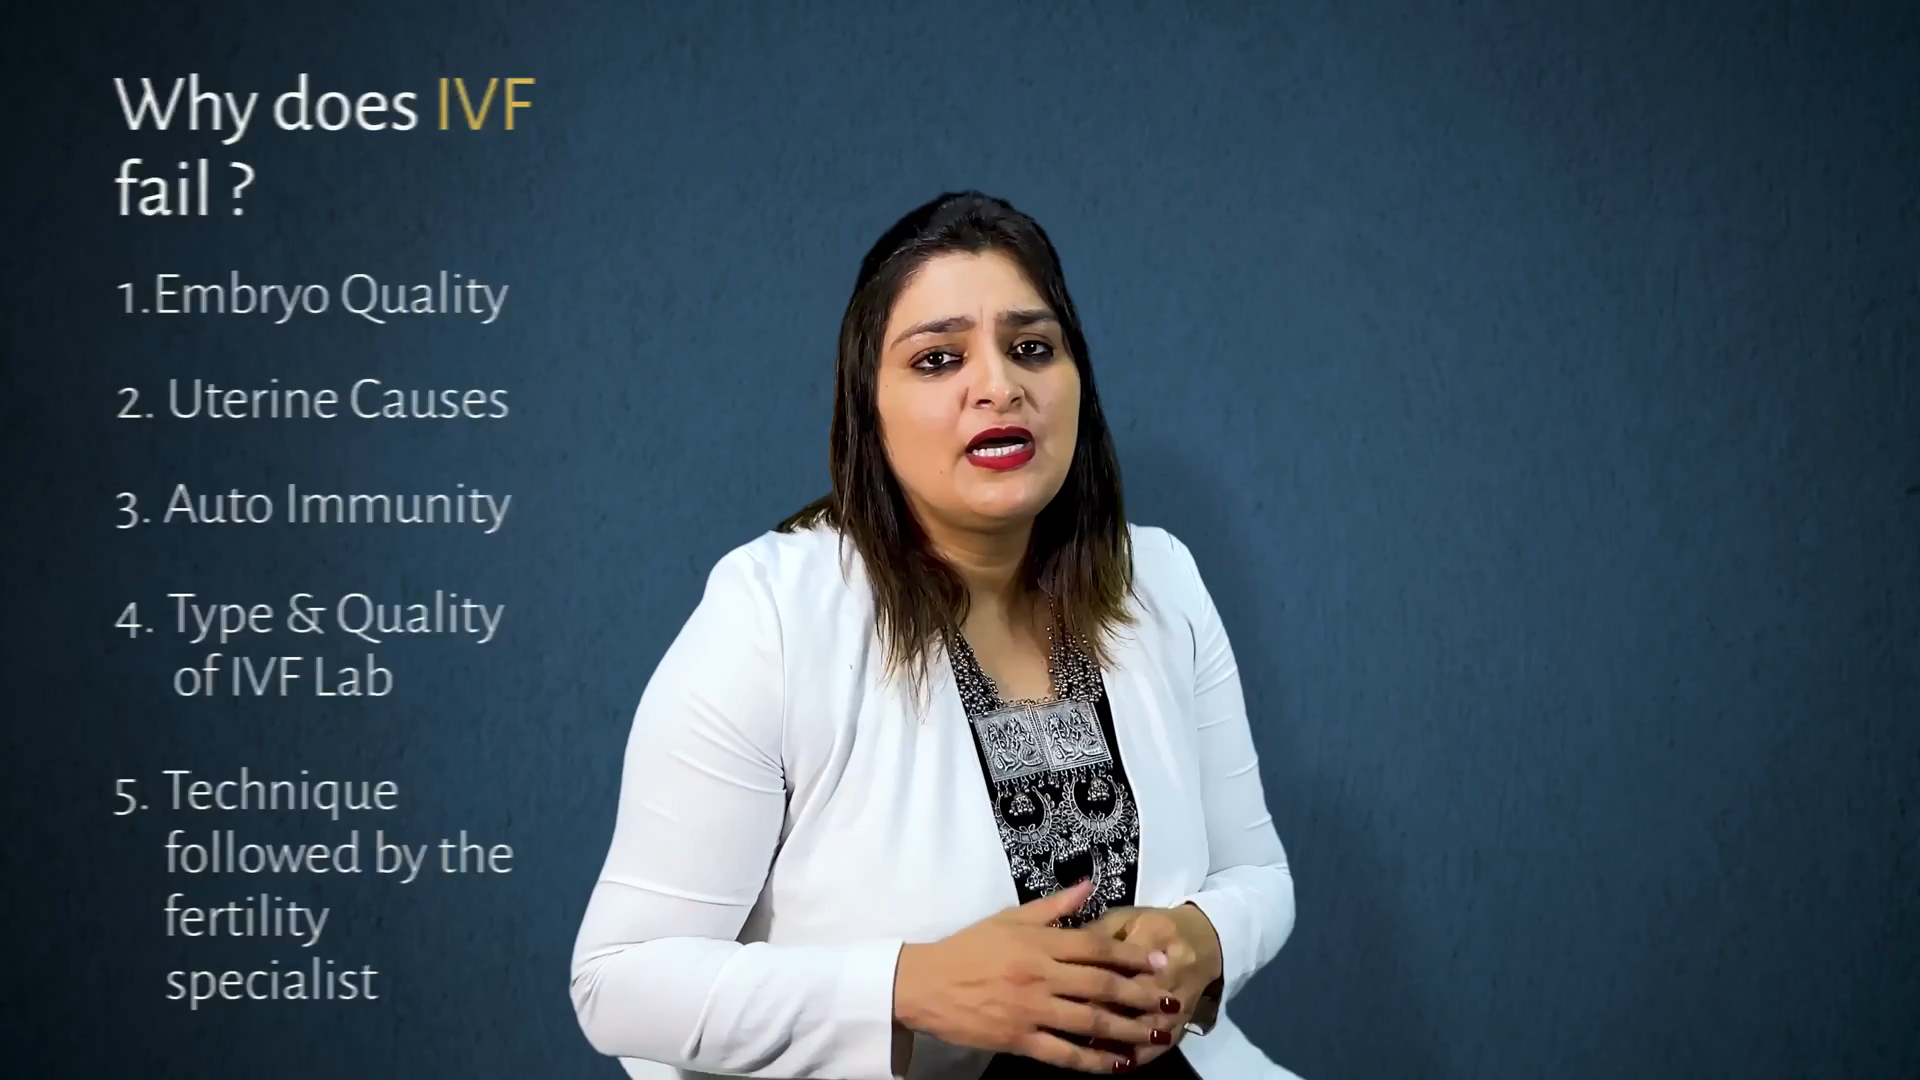 Why does IVF
fail ?
1.Embryo Quality
2. Uterine Causes
3. Auto Immunity
4. Type & Quality
of IVF Lab
5. Technique
followed by the
fertility
specialist